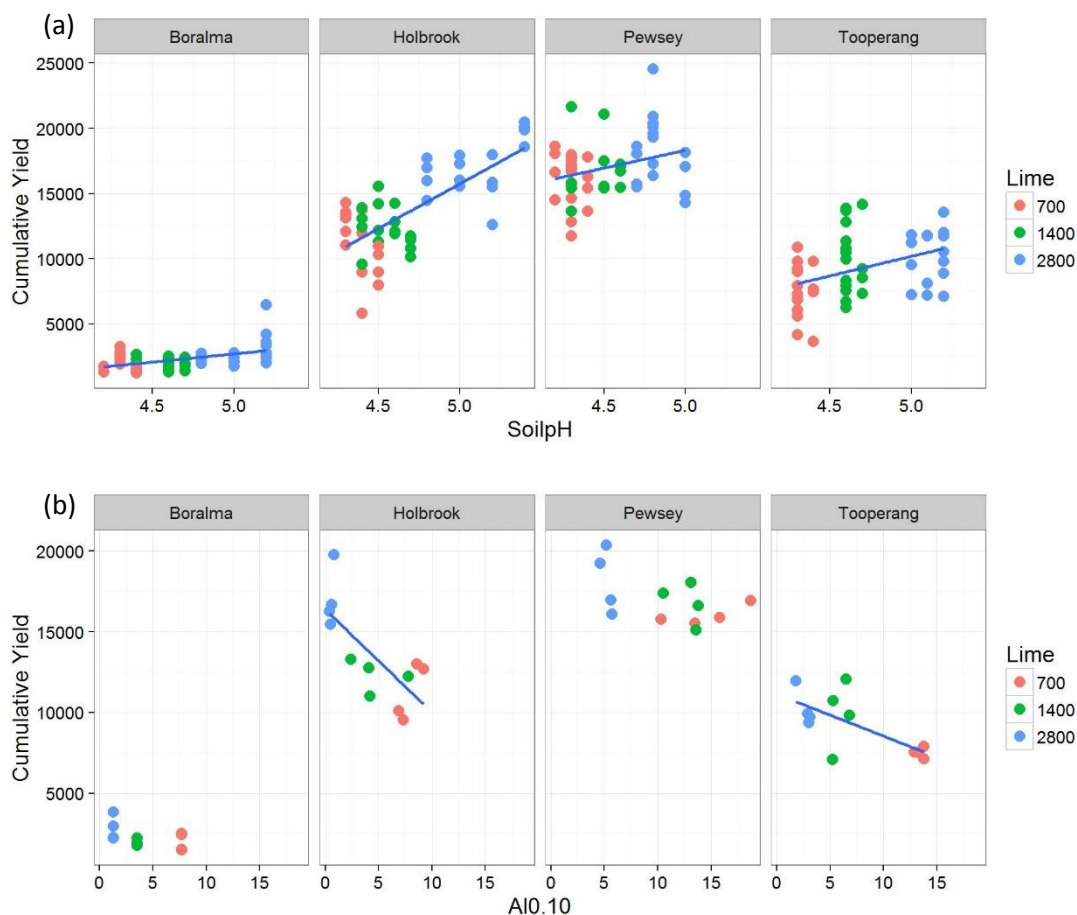 (a)
Boralma Holbrook Pewsey Tooperang
25000
20000
15000
10000
5000
Cumulative Yield
4.5 5.0 4.5 5.0 4.5 5.0 4.5 5.0
SoilpH
Lime
700
1400
2800
(b)
Boralma Holbrook Pewsey Tooperang
20000
15000
10000
5000
Cumulative Yield
0 5 10 15 0 5 10 15 0 5 10 15 0 5 10 15
Al0.10
Lime
700
1400
2800